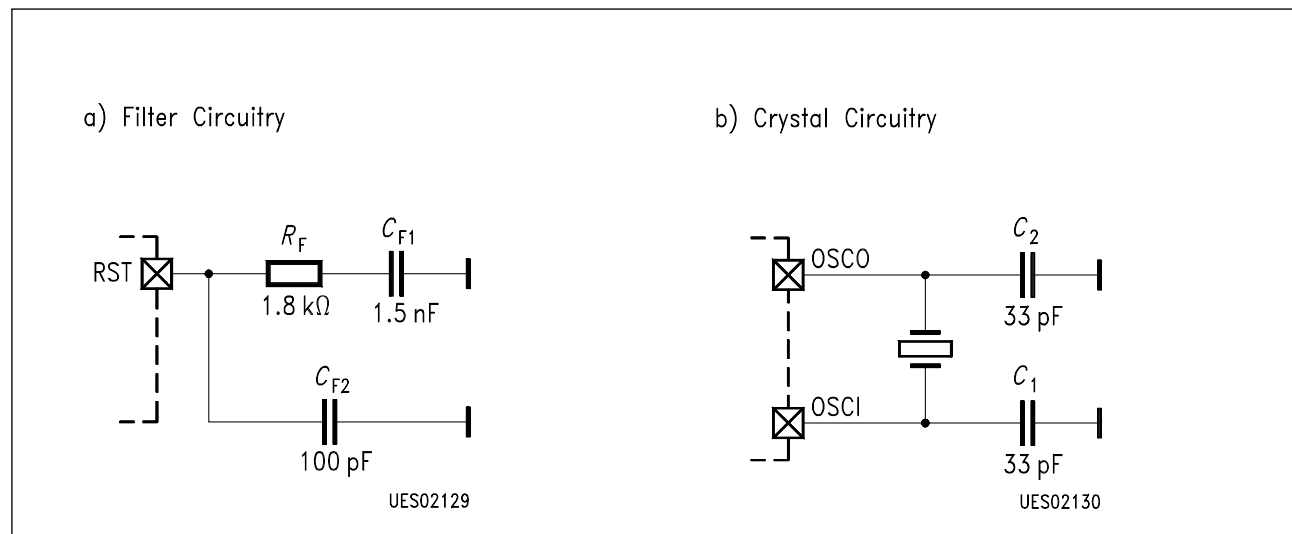 a) Filter Circuitry
RST
R_F
1.8 kΩ
C_F1
1.5 nF
C_F2
100 pF
UES02129
b) Crystal Circuitry
OSCO
C_2
33 pF
OSCI
C_1
33 pF
UES02130